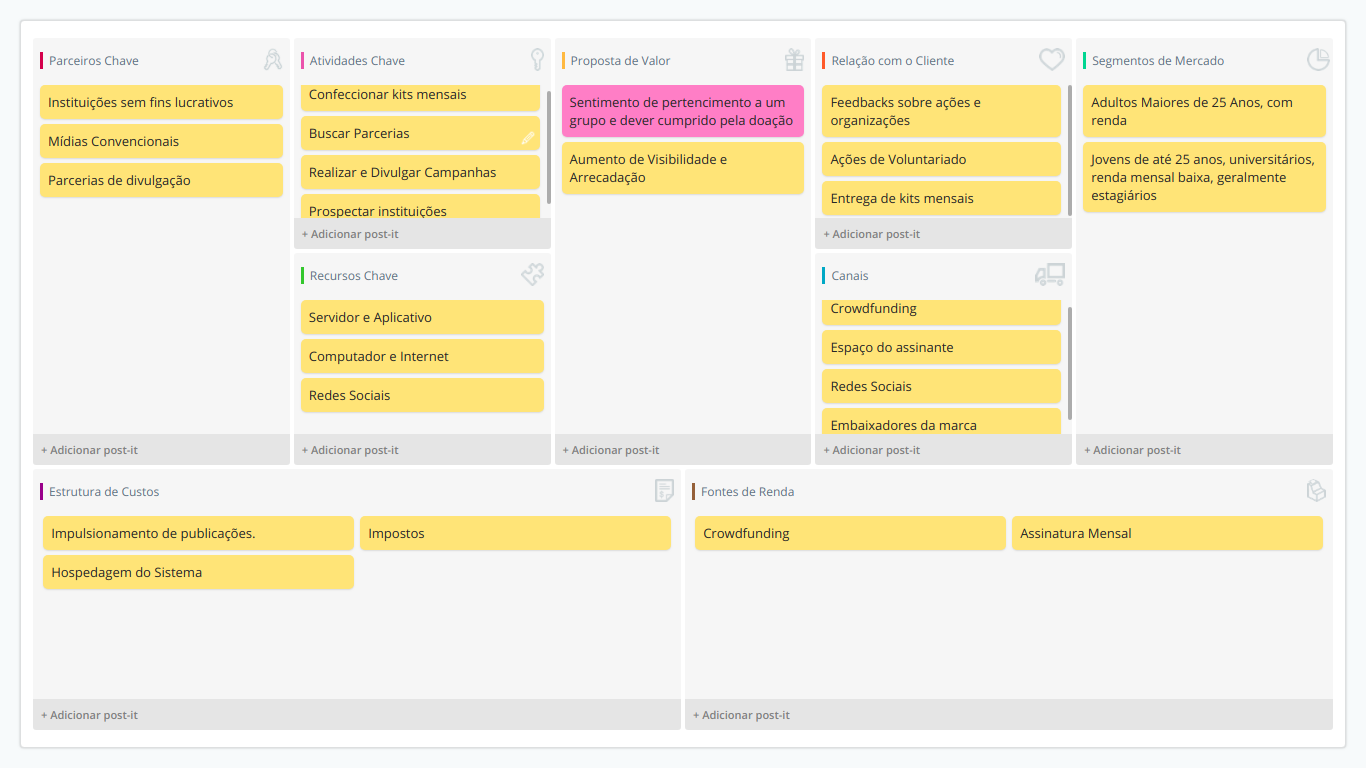 Parceiros Chave
Instituições sem fins lucrativos
Mídias Convencionais
Parcerias de divulgação
+ Adicionar post-it
Atividades Chave
Confeccionar kits mensais
Buscar Parcerias
Realizar e Divulgar Campanhas
Prospectar instituições
+ Adicionar post-it
Recursos Chave
Servidor e Aplicativo
Computador e Internet
Redes Sociais
+ Adicionar post-it
Proposta de Valor
Sentimento de pertencimento a um
grupo e dever cumprido pela doação
Aumento de Visibilidade e
Arrecadação
+ Adicionar post-it
Relação com o Cliente
Feedbacks sobre ações e
organizações
Ações de Voluntariado
Entrega de kits mensais
+ Adicionar post-it
Canais
Crowdfunding
Espaço do assinante
Redes Sociais
Embaixadores da marca
+ Adicionar post-it
Segmentos de Mercado
Adultos Maiores de 25 Anos, com
renda
Jovens de até 25 anos, universitários,
renda mensal baixa, geralmente
estagiários
+ Adicionar post-it
Estrutura de Custos
Impulsionamento de publicações.
Impostos
Hospedagem do Sistema
+ Adicionar post-it
Fontes de Renda
Crowdfunding
Assinatura Mensal
+ Adicionar post-it